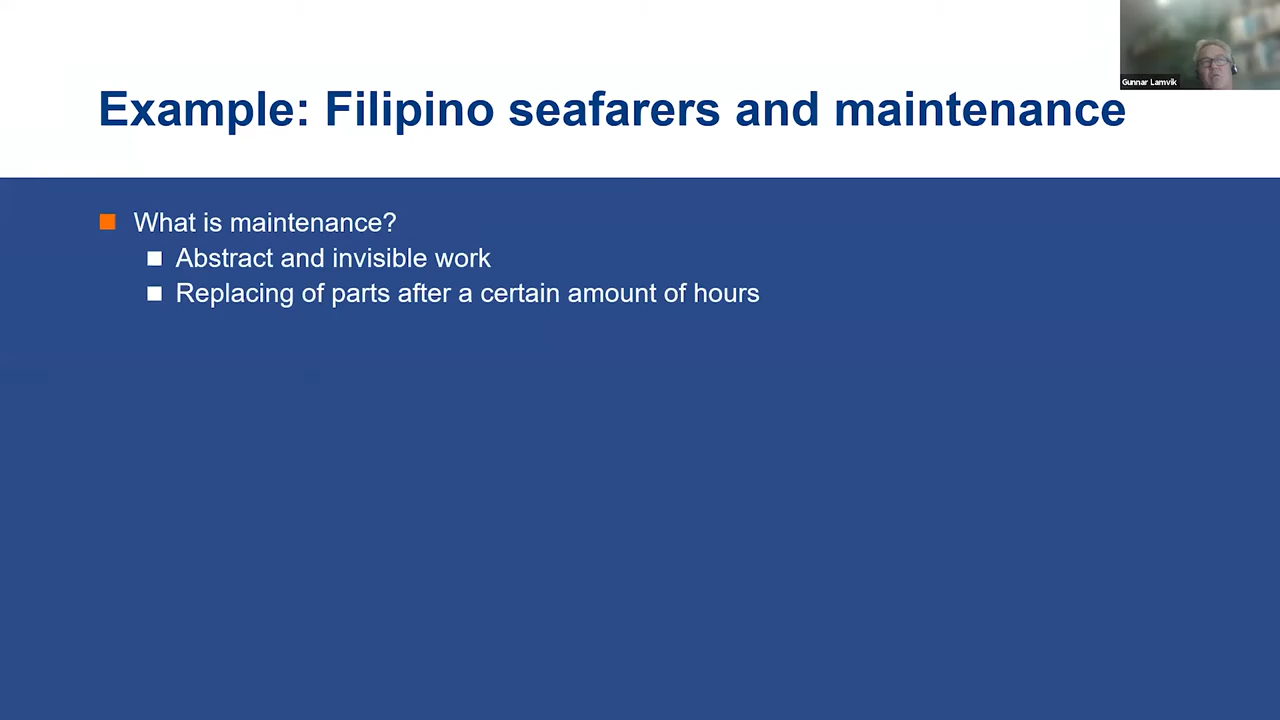 Gunnar Lamvik
Example: Filipino seafarers and maintenance
What is maintenance?
Abstract and invisible work
Replacing of parts after a certain amount of hours